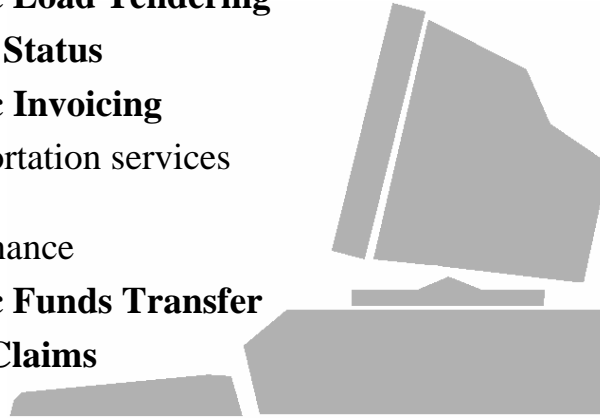 c Load Tendering
Status
c Invoicing
ortation services
nance
c Funds Transfer
Claims